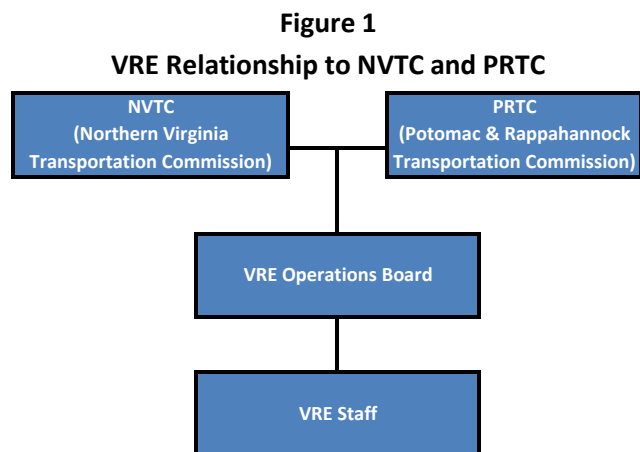 Figure 1
VRE Relationship to NVTC and PRTC
NVTC
(Northern Virginia
Transportation Commission)
PRTC
(Potomac & Rappahannock
Transportation Commission)
VRE Operations Board
VRE Staff